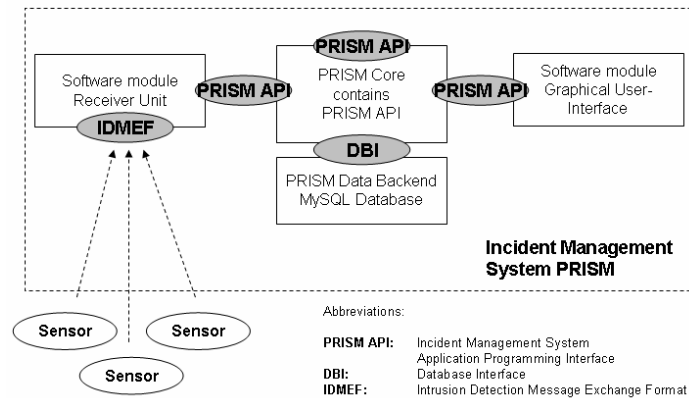 PRISM API
Software module
Receiver Unit
PRISM API
PRISM Core
contains
PRISM API
PRISM API
Software module
Graphical User-
Interface
IDMEF
DBI
PRISM Data Backend
MySQL Database
Incident Management
System PRISM
Sensor
Sensor
Sensor
Abbreviations:
PRISM API: Incident Management System
Application Programming Interface
DBI: Database Interface
IDMEF: Intrusion Detection Message Exchange Format